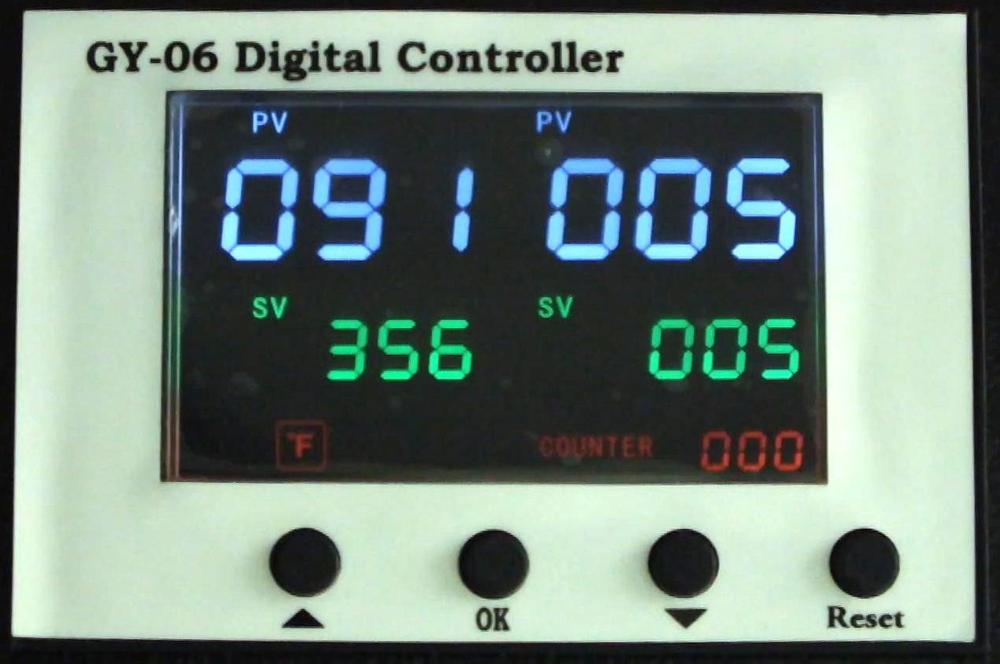 GY-06 Digital Controller
PV PV
091 005
SV SV
356 005
°F COUNTER 000
OK Reset